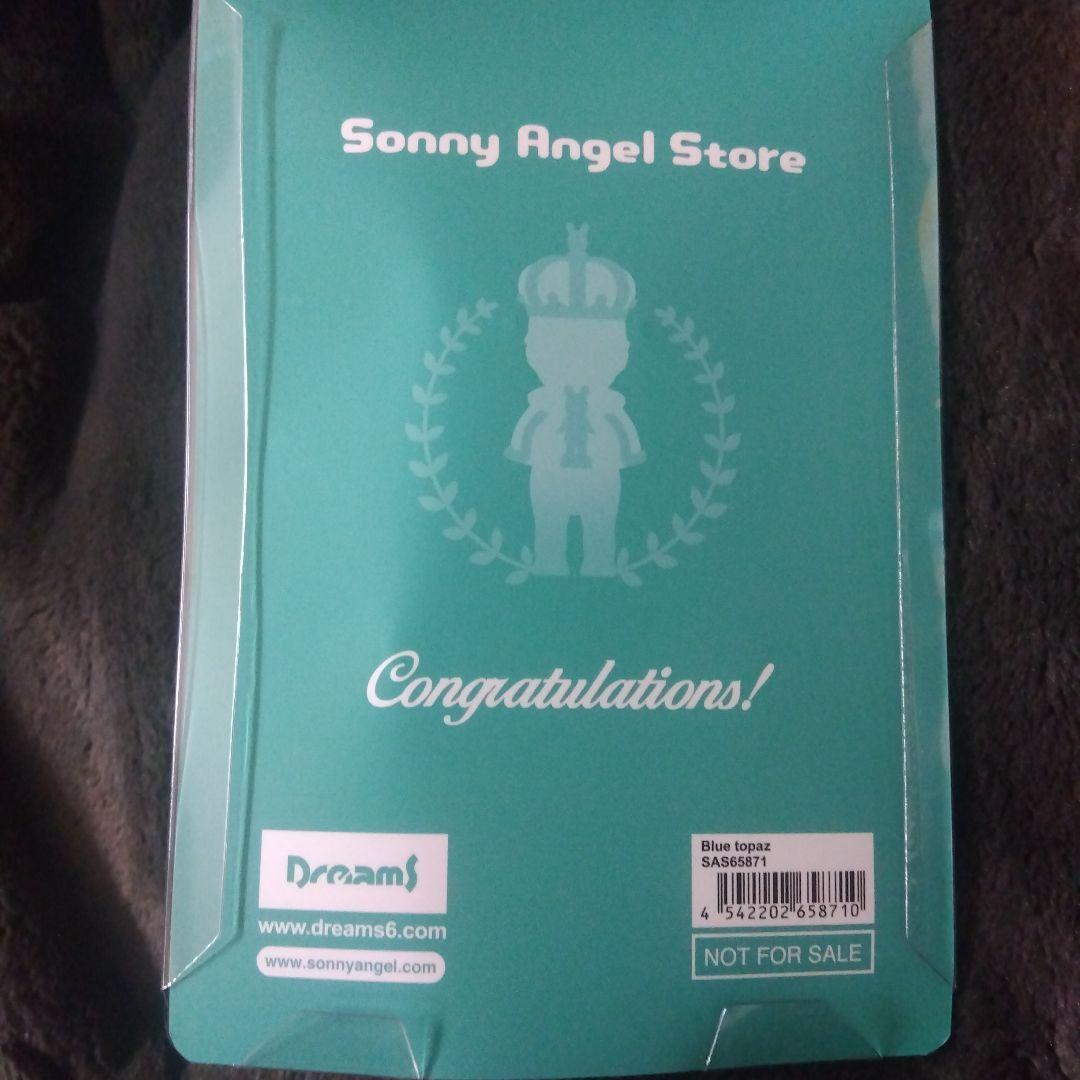 Sonny Angel Store
Congratulations!
Dreams
www.dreams6.com
www.sonnyangel.com
Blue topaz
SAS65871
4 542202 658710
NOT FOR SALE